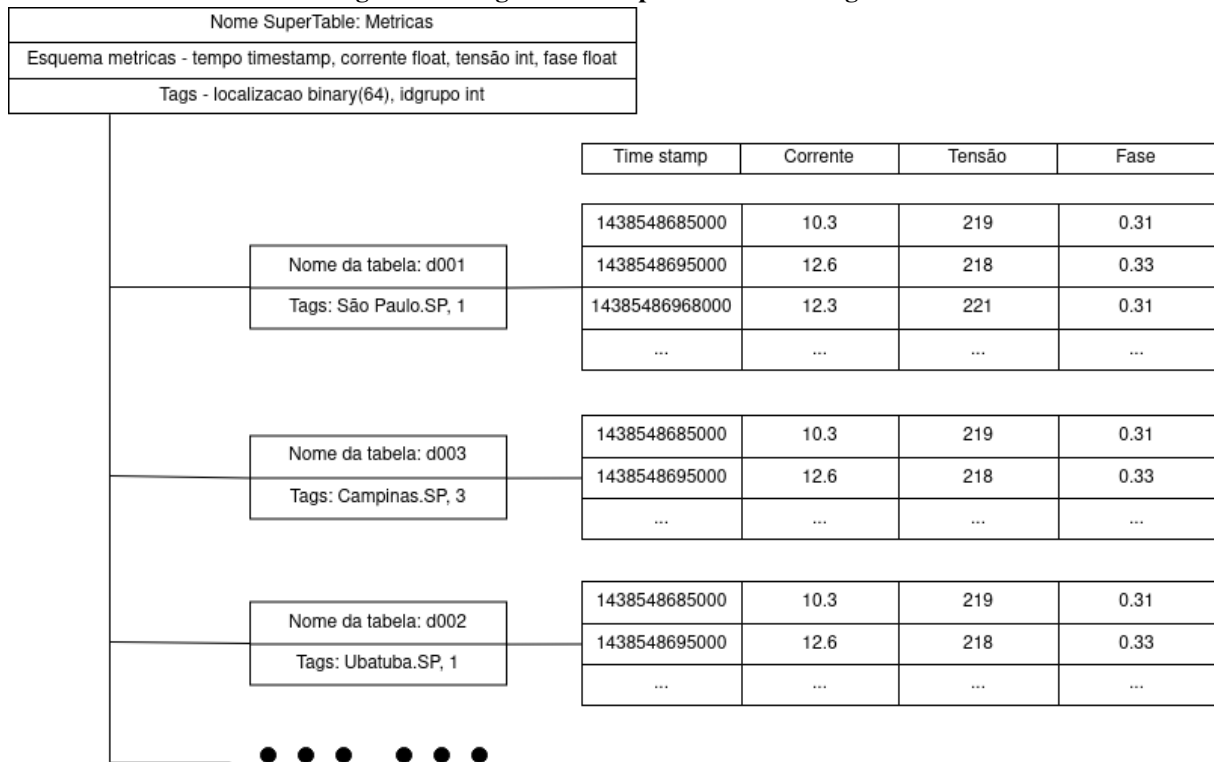 Nome SuperTable: Metricas
Esquema metricas - tempo timestamp, corrente float, tensão int, fase float
Tags - localizacao binary(64), idgrupo int
Time stamp Corrente Tensão Fase
Nome da tabela: d001
Tags: São Paulo.SP, 1
1438548685000 10.3 219 0.31
1438548695000 12.6 218 0.33
14385486968000 12.3 221 0.31
... ... ... ...
Nome da tabela: d003
Tags: Campinas.SP, 3
1438548685000 10.3 219 0.31
1438548695000 12.6 218 0.33
... ... ... ...
Nome da tabela: d002
Tags: Ubatuba.SP, 1
1438548685000 10.3 219 0.31
1438548695000 12.6 218 0.33
... ... ... ...